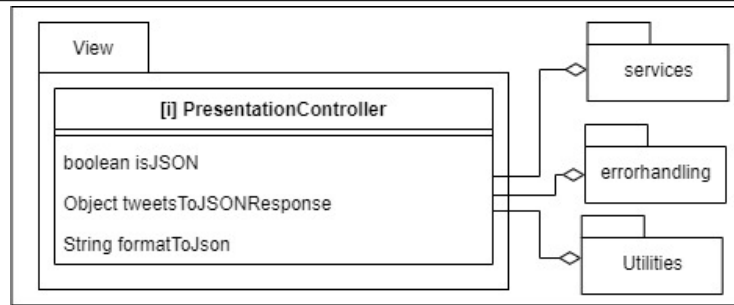 View
[i] PresentationController
boolean isJSON
Object tweetsToJSONResponse
String formatToJson
services
errorhandling
Utilities